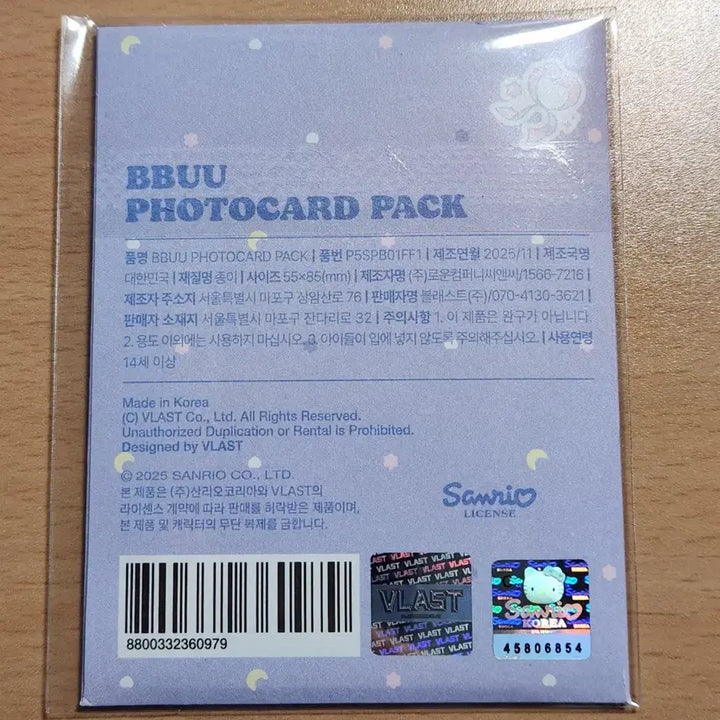 BBUU
PHOTOCARD PACK
품명 BBUU PHOTOCARD PACK | 품번 P5SPB01FF1 | 제조연월 2025/11 | 제조국명
대한민국 | 재질명 종이 | 사이즈 55×85(mm) | 제조자명 (주)로운컴퍼니씨앤씨/1566-7216 |
제조자 주소지 서울특별시 마포구 상암산로 76 | 판매자명 블래스트(주)/070-4130-3621 |
판매자 소재지 서울특별시 마포구 잔다리로 32 | 주의사항 1. 이 제품은 완구가 아닙니다.
2. 용도 이외에는 사용하지 마십시오. 3. 아이들이 입에 넣지 않도록 주의해주십시오. | 사용연령
14세 이상
Made in Korea
(C) VLAST Co., Ltd. All Rights Reserved.
Unauthorized Duplication or Rental is Prohibited.
Designed by VLAST
© 2025 SANRIO CO., LTD.
본 제품은 (주)산리오코리아와 VLAST의
라이센스 계약에 따라 판매를 허락받은 제품이며,
본 제품 및 캐릭터의 무단 복제를 금합니다.
Sanrio
LICENSE
8800332360979
VLAST
Sanrio
KOREA
45806854